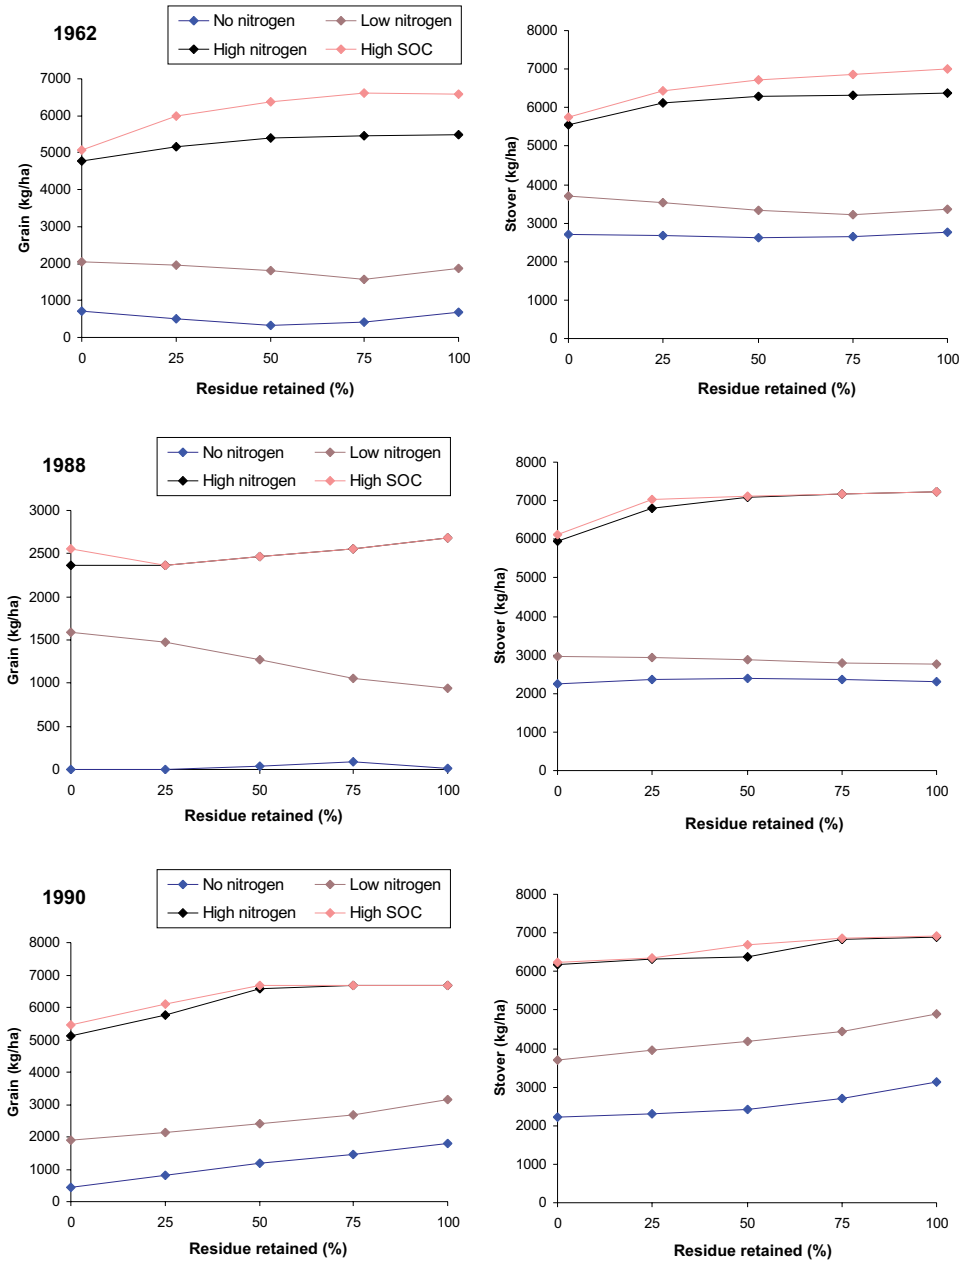 1962
No nitrogen
Low nitrogen
High nitrogen
High SOC
7000
6000
5000
4000
3000
2000
1000
0
Grain (kg/ha)
0 25 50 75 100
Residue retained (%)
8000
7000
6000
5000
4000
3000
2000
1000
0
Stover (kg/ha)
0 25 50 75 100
Residue retained (%)
1988
No nitrogen
Low nitrogen
High nitrogen
High SOC
3000
2500
2000
1500
1000
500
0
Grain (kg/ha)
0 25 50 75 100
Residue retained (%)
8000
7000
6000
5000
4000
3000
2000
1000
0
Stover (kg/ha)
0 25 50 75 100
Residue retained (%)
1990
No nitrogen
Low nitrogen
High nitrogen
High SOC
8000
7000
6000
5000
4000
3000
2000
1000
0
Grain (kg/ha)
0 25 50 75 100
Residue retained (%)
8000
7000
6000
5000
4000
3000
2000
1000
0
Stover (kg/ha)
0 25 50 75 100
Residue retained (%)